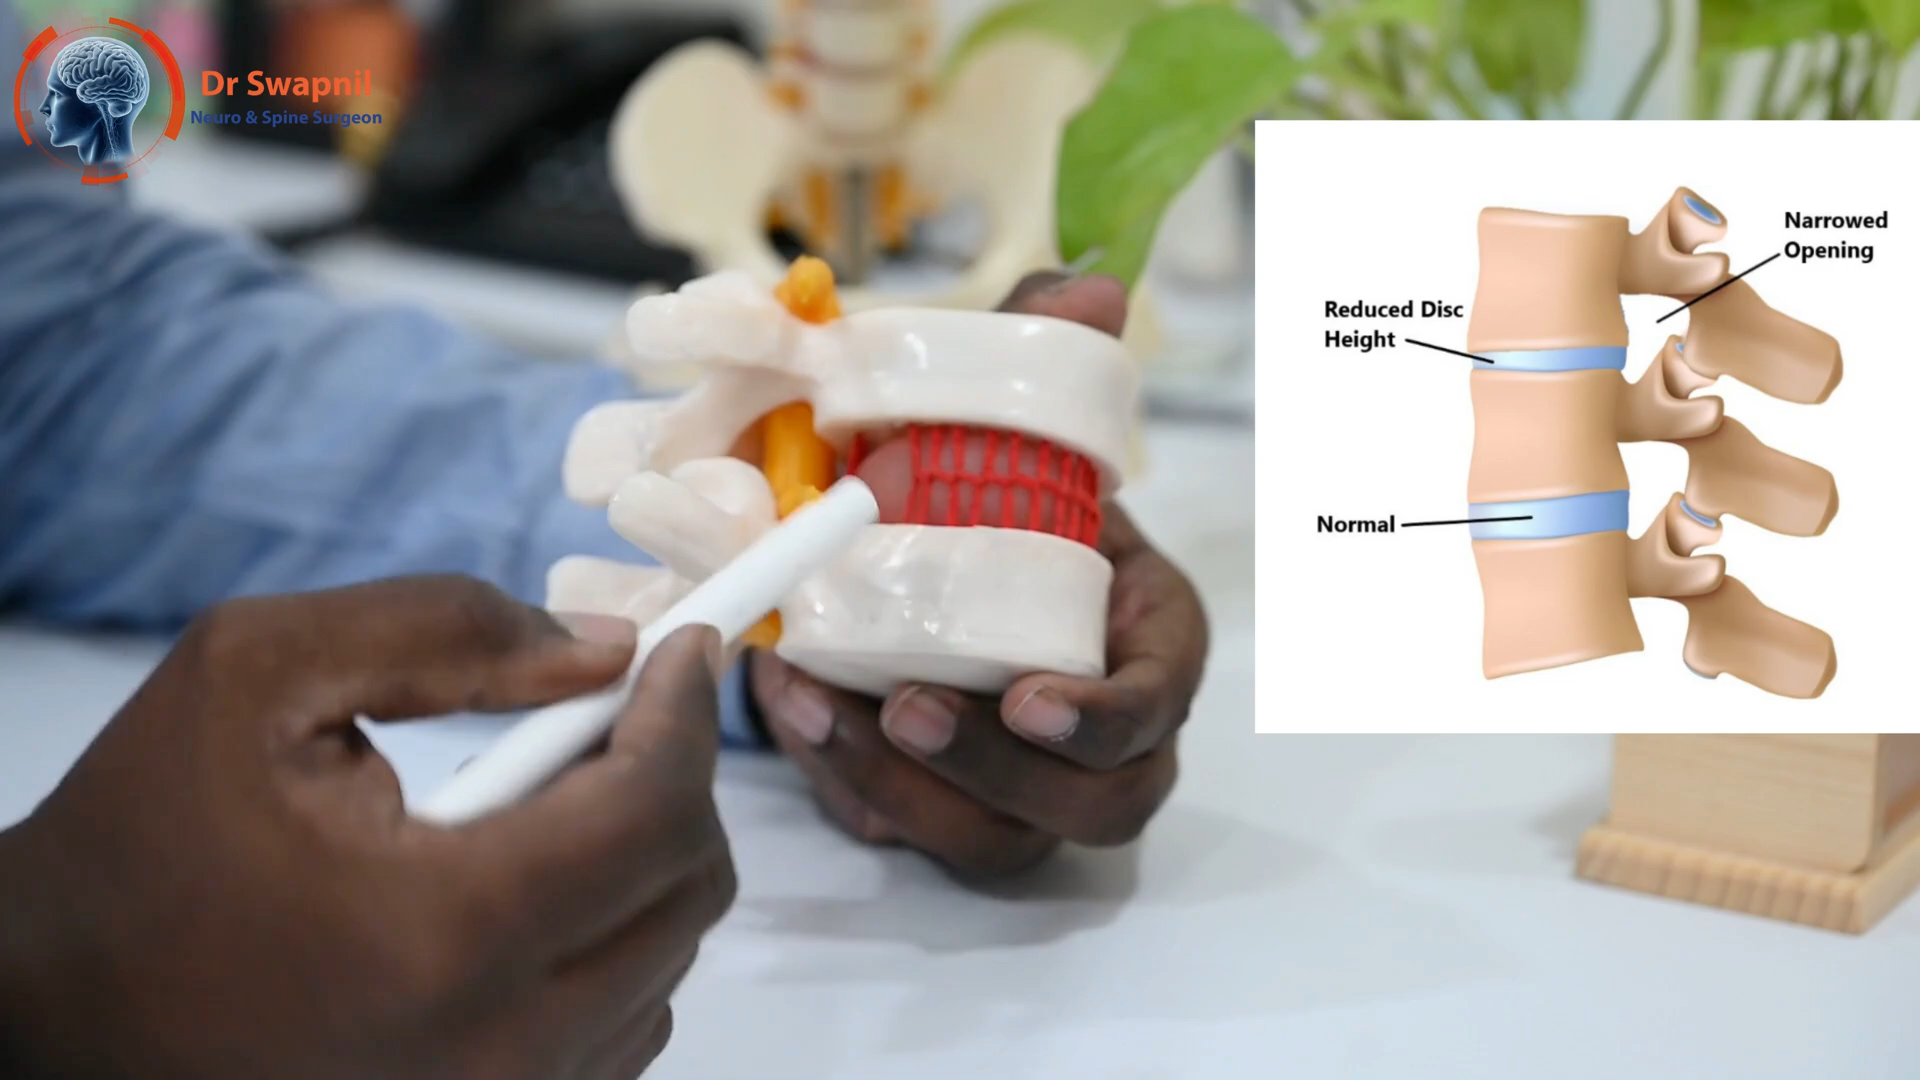 Dr Swapnil
Neuro & Spine Surgeon
Narrowed
Opening
Reduced Disc
Height
Normal